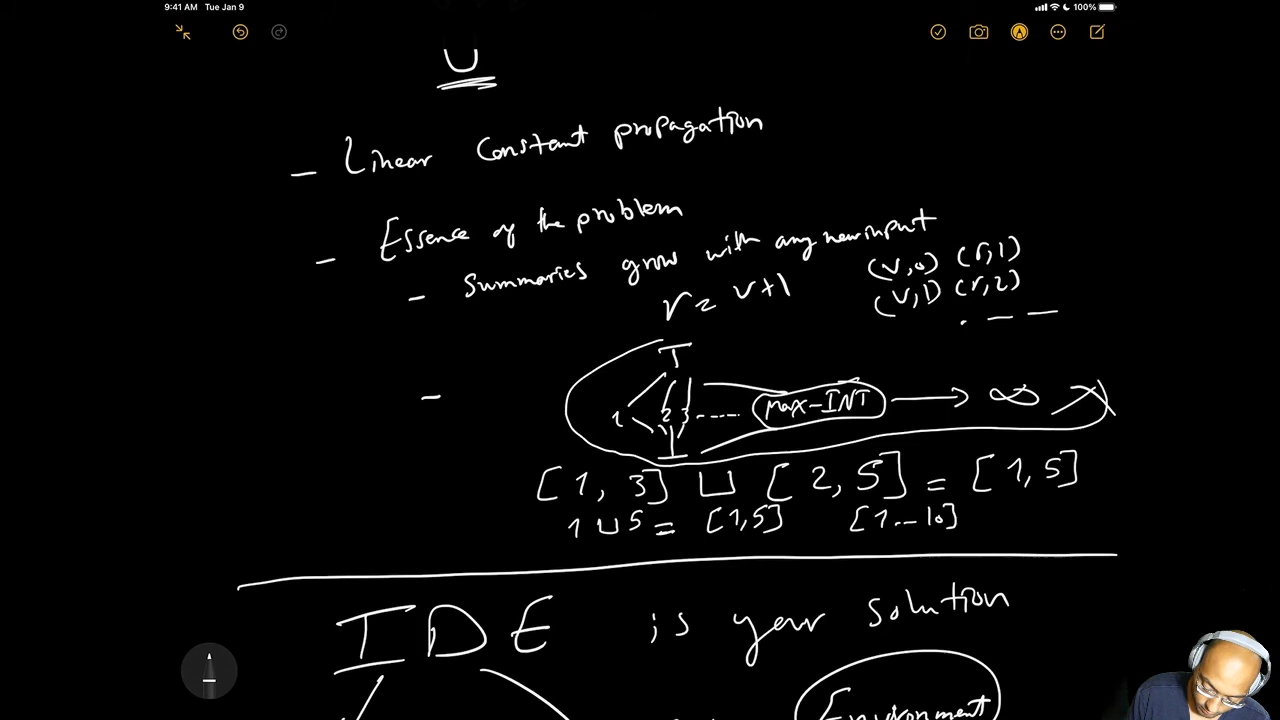 9:41 AM Tue Jan 9
100%
U
- Linear Constant propagation
- Essence of the problem
- Summaries grow with any new input
r = v+1
(v,0) (r,1)
(v,1) (r,2)
. — —
-
T
1 2 3 ..... MAX-INT → ∞
⊥
[1, 3] ⊔ [2, 5] = [1, 5]
1 ⊔ 5 = [1,5] [1..10]
IDE is your solution
Environment